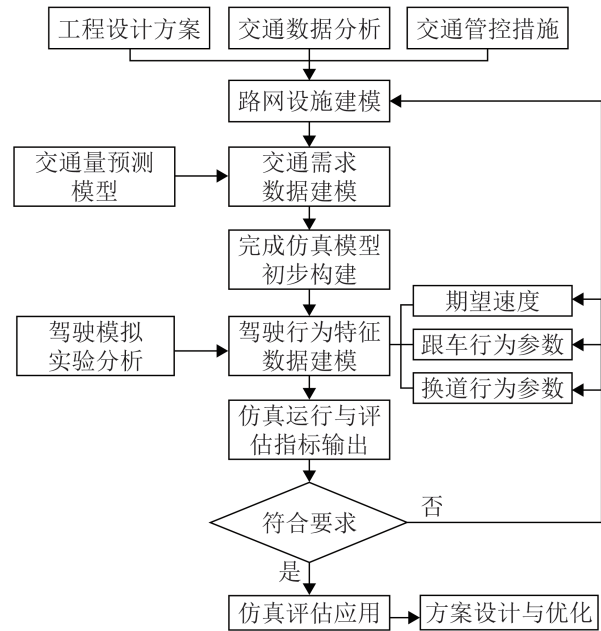 工程设计方案
交通数据分析
交通管控措施
路网设施建模
交通量预测
模型
交通需求
数据建模
完成仿真模型
初步构建
驾驶模拟
实验分析
驾驶行为特征
数据建模
期望速度
跟车行为参数
换道行为参数
仿真运行与评
估指标输出
符合要求
否
是
仿真评估应用
方案设计与优化